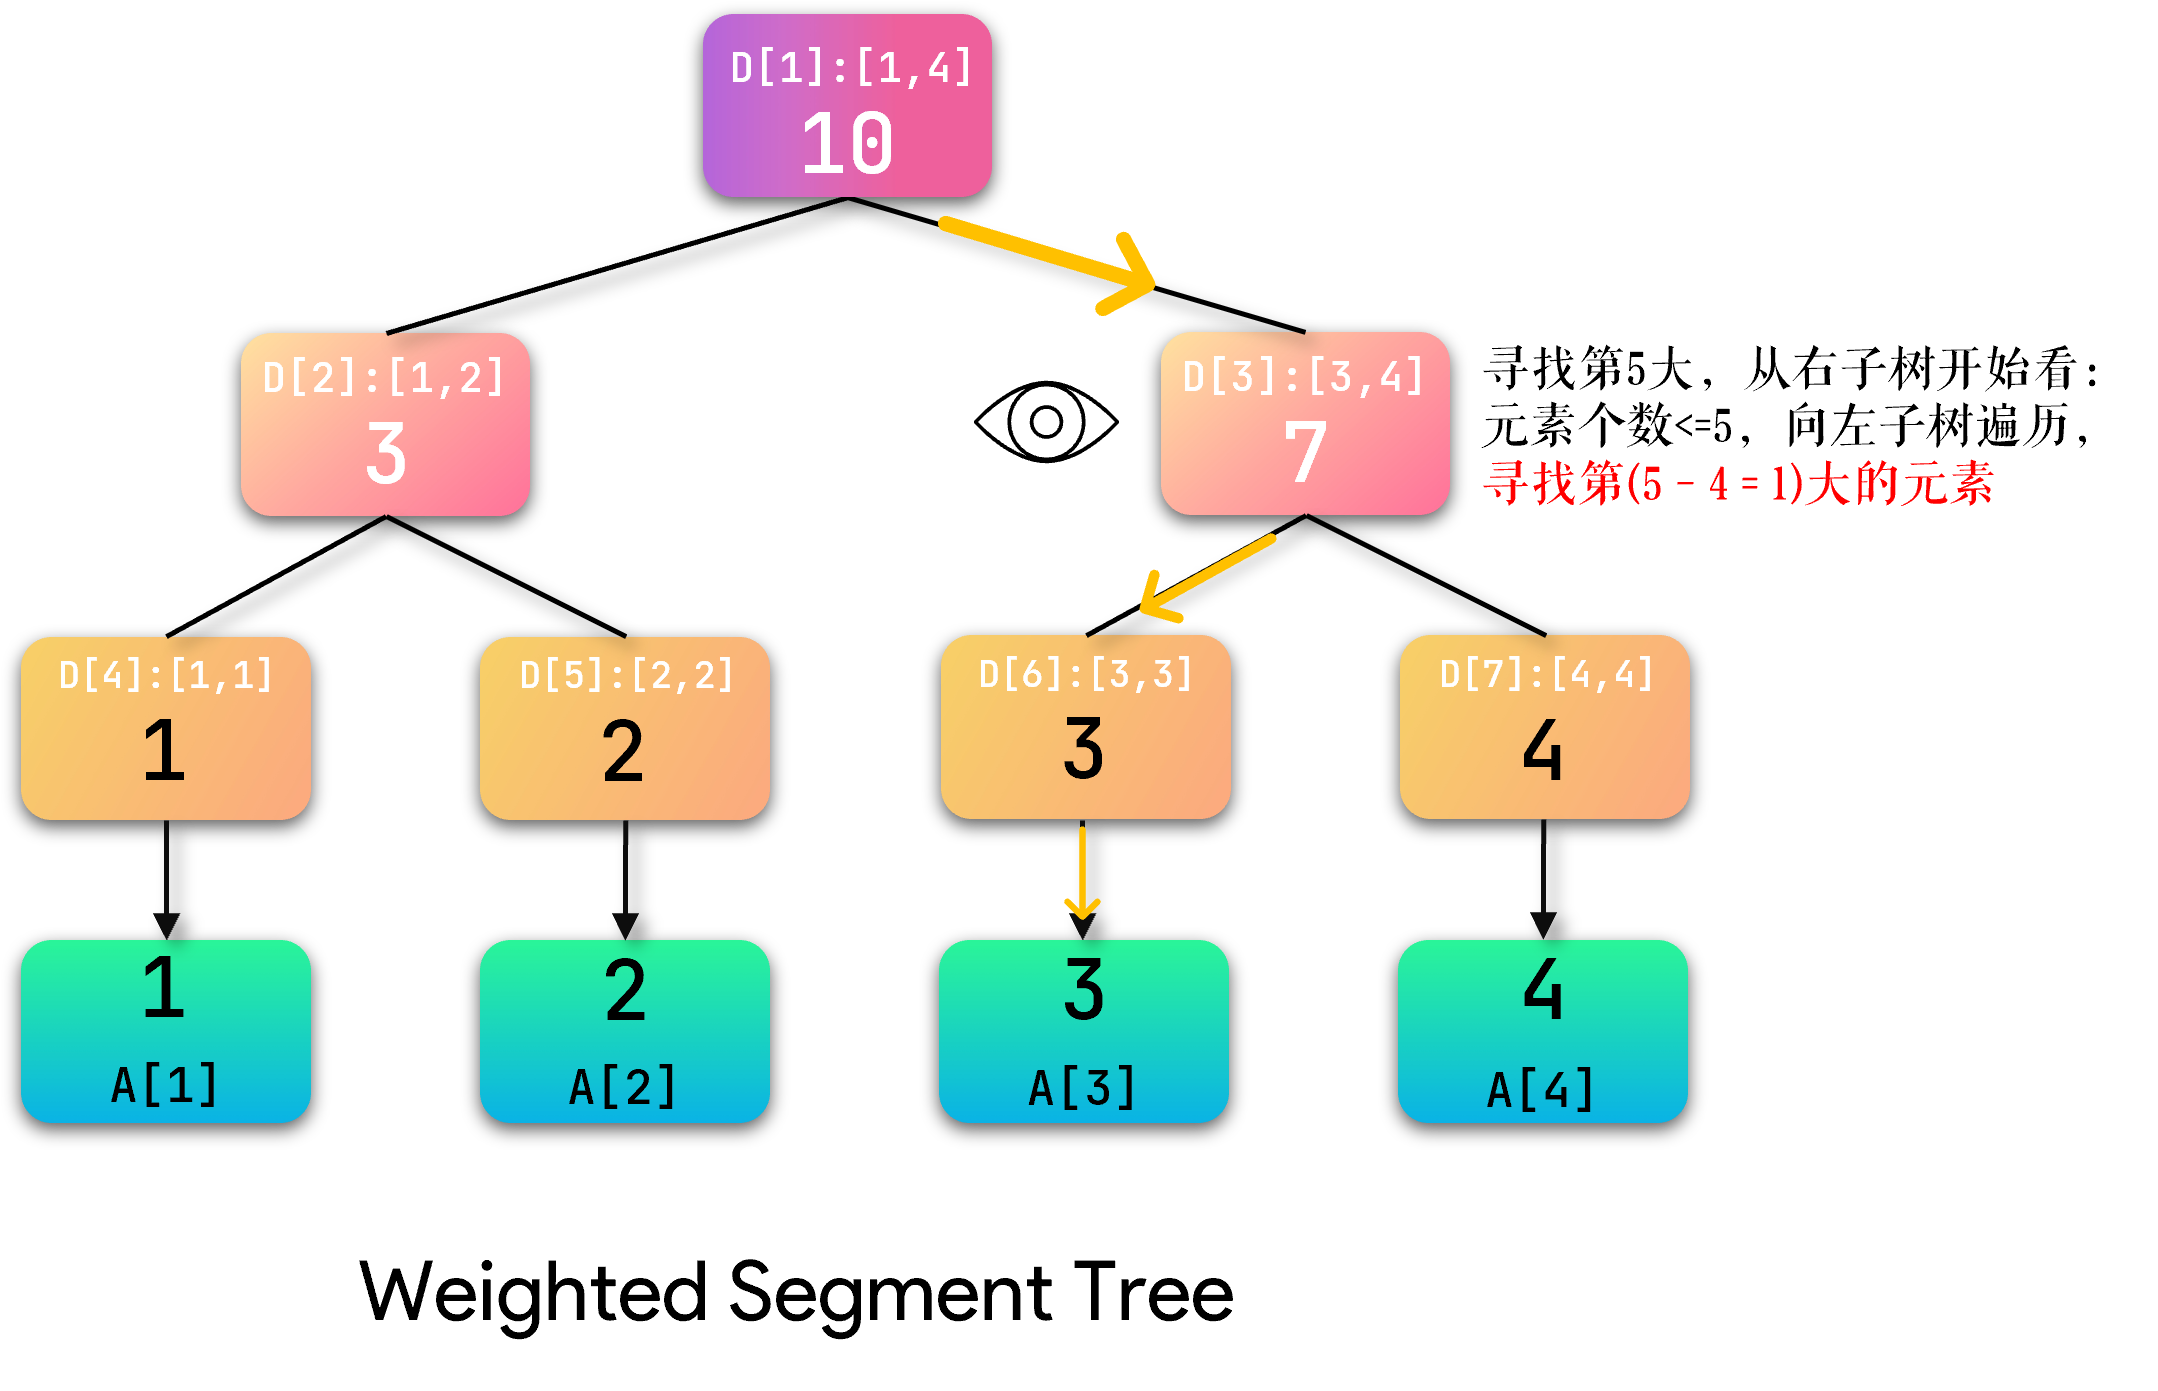 D[1]:[1,4]
10
D[2]:[1,2]
3
D[3]:[3,4]
7
寻找第5大，从右子树开始看：
元素个数<=5，向左子树遍历，
寻找第(5-4=1)大的元素
D[4]:[1,1]
1
D[5]:[2,2]
2
D[6]:[3,3]
3
D[7]:[4,4]
4
1
A[1]
2
A[2]
3
A[3]
4
A[4]
Weighted Segment Tree